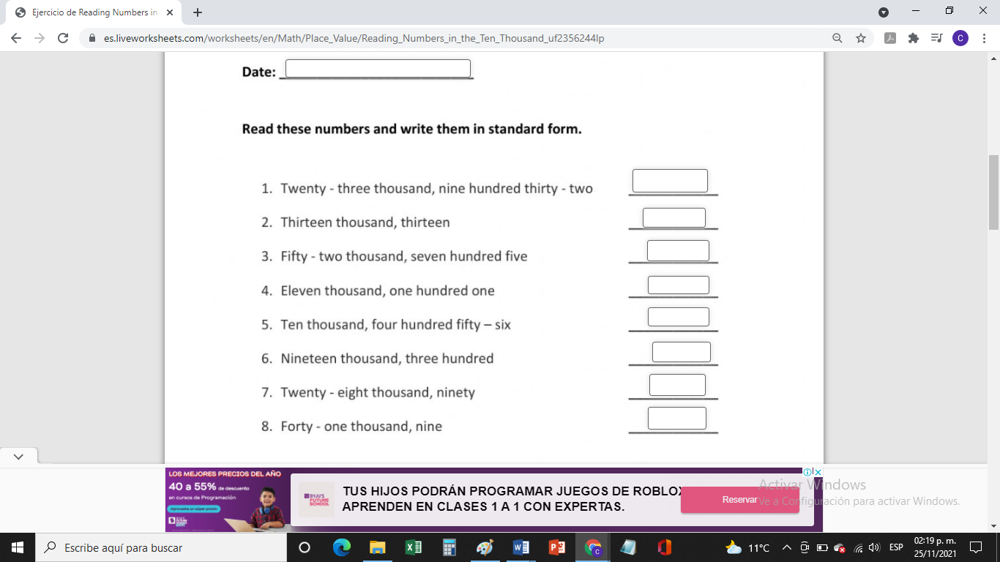 Ejercicio de Reading Numbers in
es.liveworksheets.com/worksheets/en/Math/Place_Value/Reading_Numbers_in_the_Ten_Thousand_uf2356244lp
C
Date:
Read these numbers and write them in standard form.
1. Twenty - three thousand, nine hundred thirty - two
2. Thirteen thousand, thirteen
3. Fifty - two thousand, seven hundred five
4. Eleven thousand, one hundred one
5. Ten thousand, four hundred fifty – six
6. Nineteen thousand, three hundred
7. Twenty - eight thousand, ninety
8. Forty - one thousand, nine
LOS MEJORES PRECIOS DEL AÑO
40 a 55% de descuento
en cursos de Programación
Aprovecha un súper precio
BYJU'S
FUTURE
SCHOOL
TUS HIJOS PODRÁN PROGRAMAR JUEGOS DE ROBLOX
APRENDEN EN CLASES 1 A 1 CON EXPERTAS.
Reservar
Activar Windows
Ve a Configuración para activar Windows.
Escribe aquí para buscar
11°C
ESP
02:19 p. m.
25/11/2021